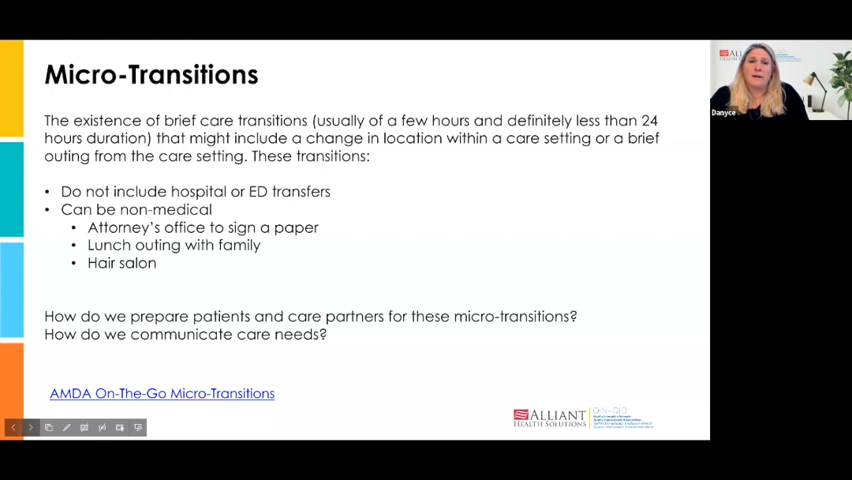 Micro-Transitions
The existence of brief care transitions (usually of a few hours and definitely less than 24
hours duration) that might include a change in location within a care setting or a brief
outing from the care setting. These transitions:
• Do not include hospital or ED transfers
• Can be non-medical
• Attorney's office to sign a paper
• Lunch outing with family
• Hair salon
How do we prepare patients and care partners for these micro-transitions?
How do we communicate care needs?
AMDA On-The-Go Micro-Transitions
ALLIANT
HEALTH SOLUTIONS
QIN-QIO
Danyce